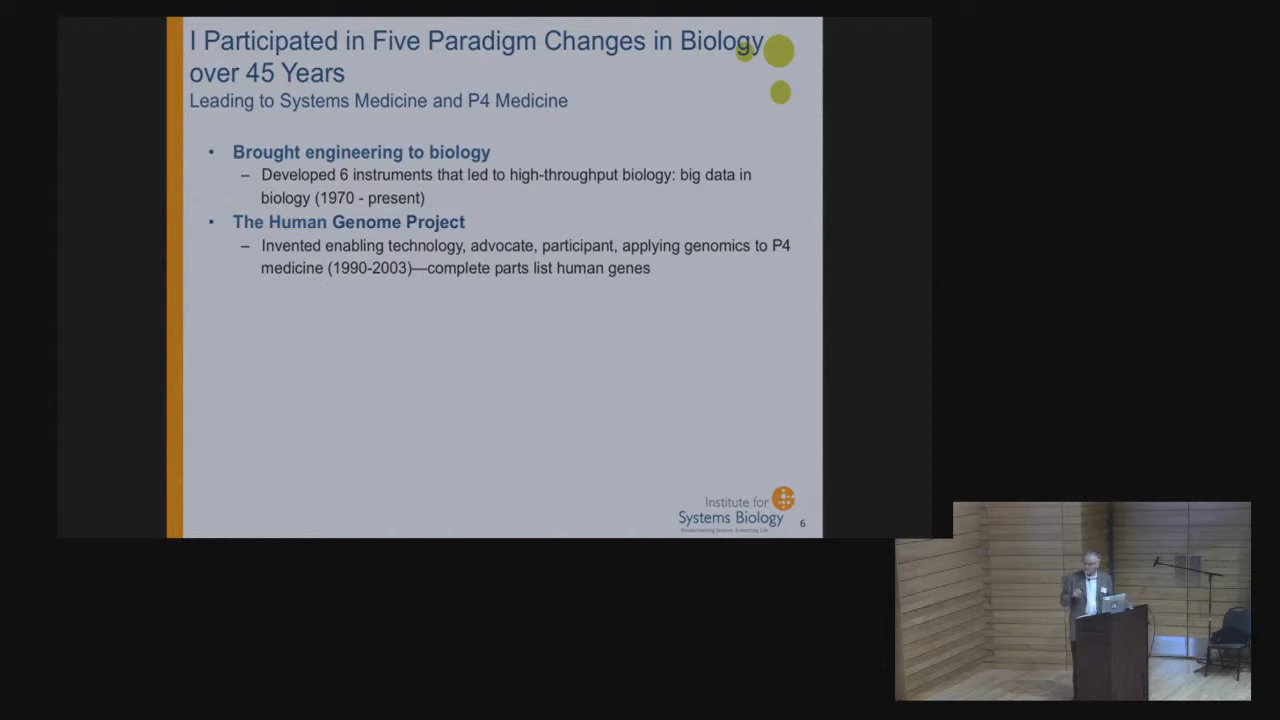 I Participated in Five Paradigm Changes in Biology
over 45 Years
Leading to Systems Medicine and P4 Medicine
• Brought engineering to biology
– Developed 6 instruments that led to high-throughput biology: big data in
biology (1970 - present)
• The Human Genome Project
– Invented enabling technology, advocate, participant, applying genomics to P4
medicine (1990-2003)—complete parts list human genes
Institute for
Systems Biology
6